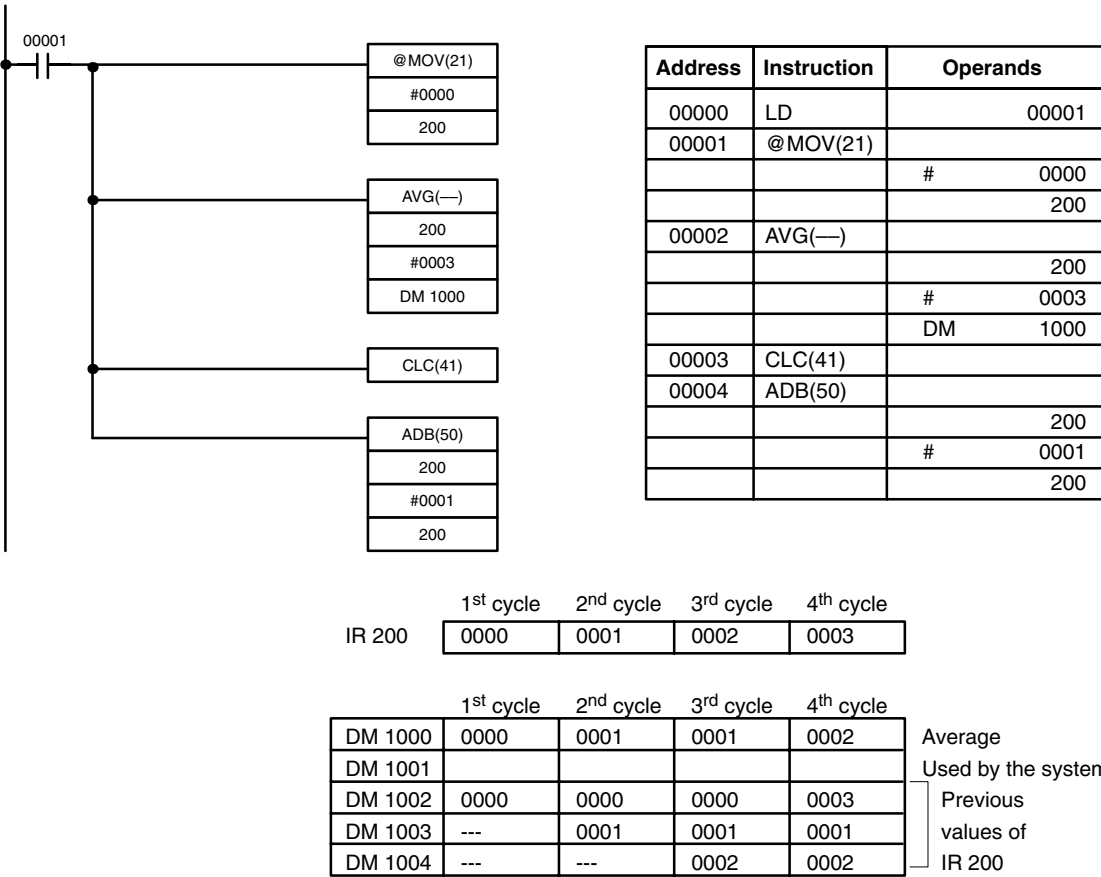 00001
@MOV(21)
#0000
200
AVG(—)
200
#0003
DM 1000
CLC(41)
ADB(50)
200
#0001
200
Address Instruction Operands
00000 LD 00001
00001 @MOV(21)
# 0000
200
00002 AVG(—)
200
# 0003
DM 1000
00003 CLC(41)
00004 ADB(50)
200
# 0001
200
1st cycle 2nd cycle 3rd cycle 4th cycle
IR 200 0000 0001 0002 0003
1st cycle 2nd cycle 3rd cycle 4th cycle
DM 1000 0000 0001 0001 0002 Average
DM 1001 Used by the system
DM 1002 0000 0000 0000 0003 Previous
DM 1003 --- 0001 0001 0001 values of
DM 1004 --- --- 0002 0002 IR 200